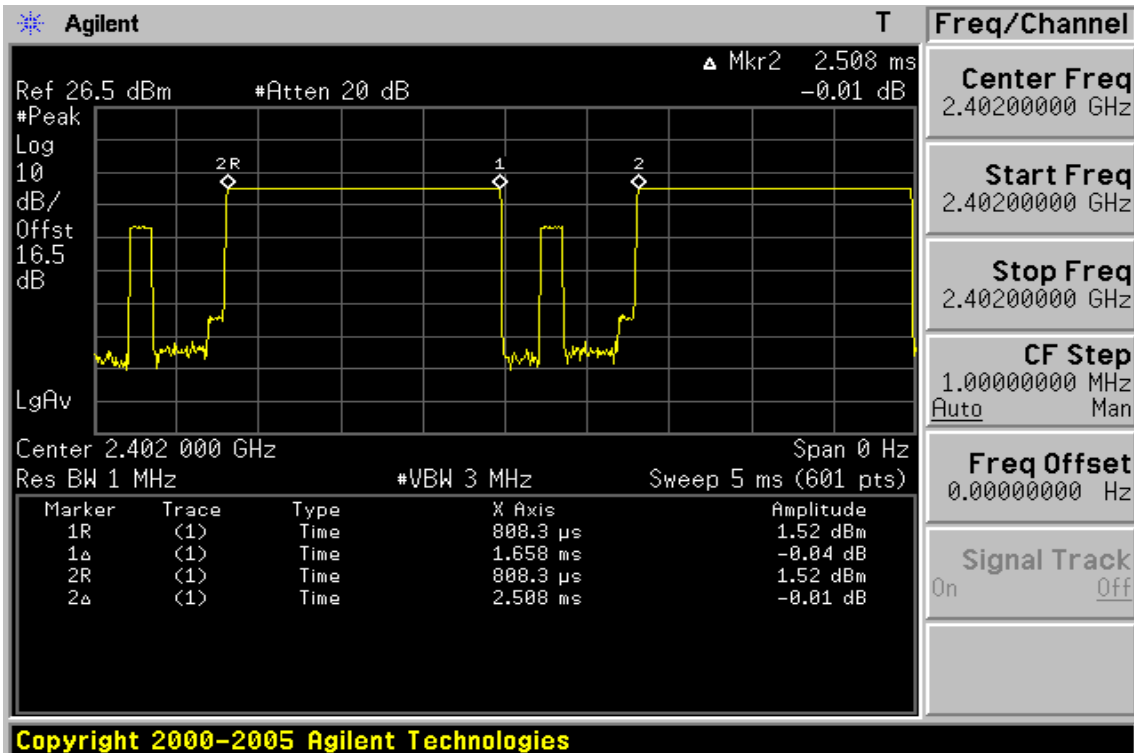 Agilent T
△ Mkr2 2.508 ms
Ref 26.5 dBm #Atten 20 dB -0.01 dB
#Peak
Log
10
dB/
Offst
16.5
dB
LgAv
2R
1
2
Center 2.402 000 GHz Span 0 Hz
Res BW 1 MHz #VBW 3 MHz Sweep 5 ms (601 pts)
Marker Trace Type X Axis Amplitude
1R (1) Time 808.3 µs 1.52 dBm
1△ (1) Time 1.658 ms -0.04 dB
2R (1) Time 808.3 µs 1.52 dBm
2△ (1) Time 2.508 ms -0.01 dB
Freq/Channel
Center Freq
2.40200000 GHz
Start Freq
2.40200000 GHz
Stop Freq
2.40200000 GHz
CF Step
1.00000000 MHz
Auto Man
Freq Offset
0.00000000 Hz
Signal Track
On Off
Copyright 2000-2005 Agilent Technologies